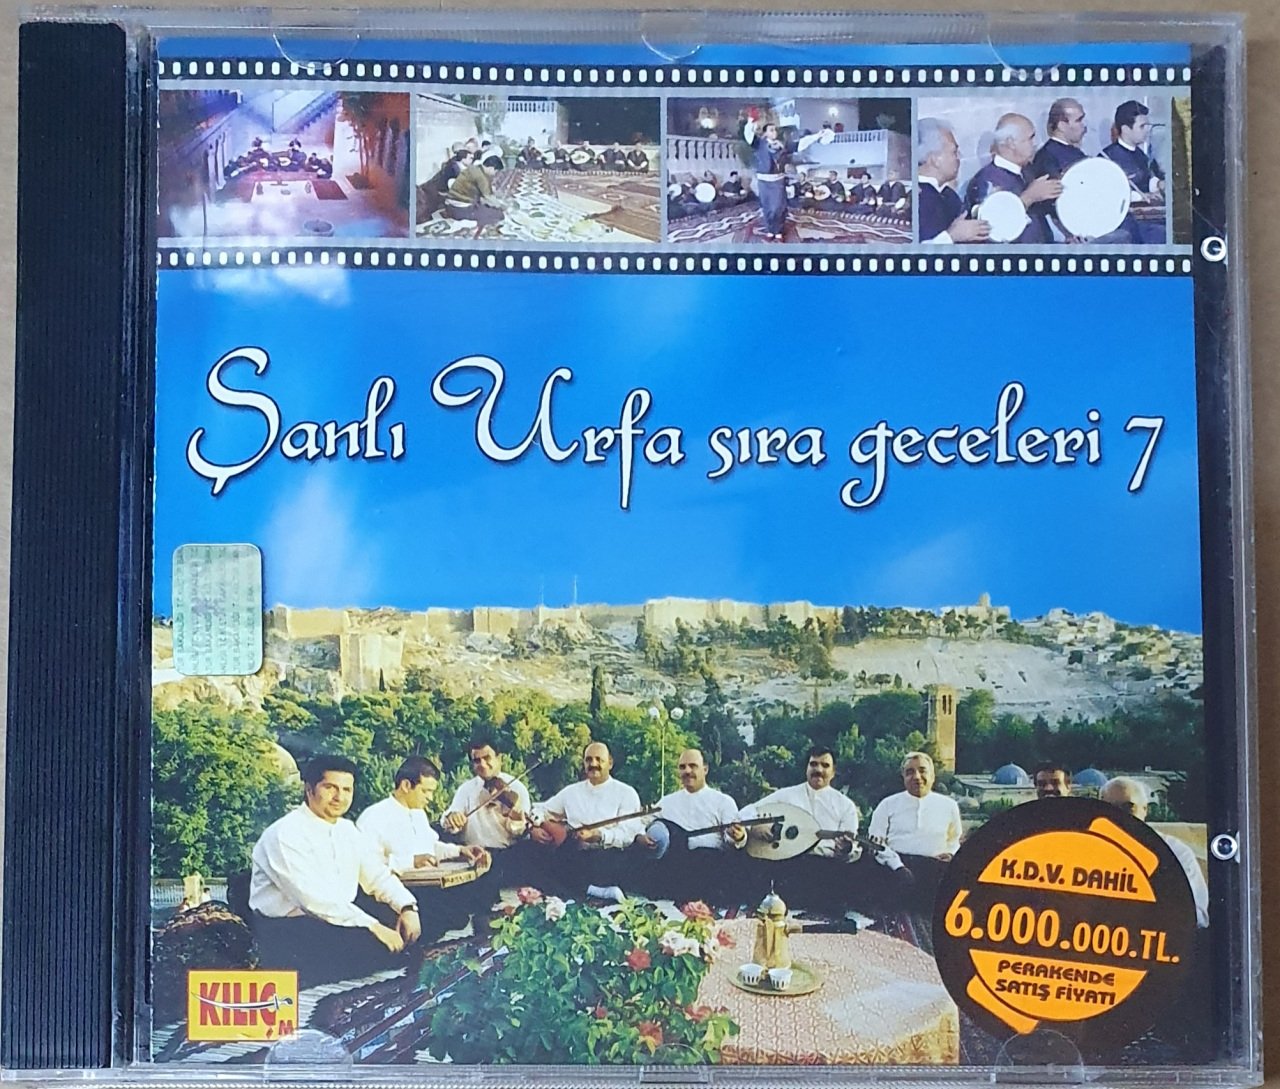 Şanlı Urfa sıra geceleri 7
K.D.V. DAHİL
6.000.000.TL.
PERAKENDE
SATIŞ FİYATI
KILIÇ
M